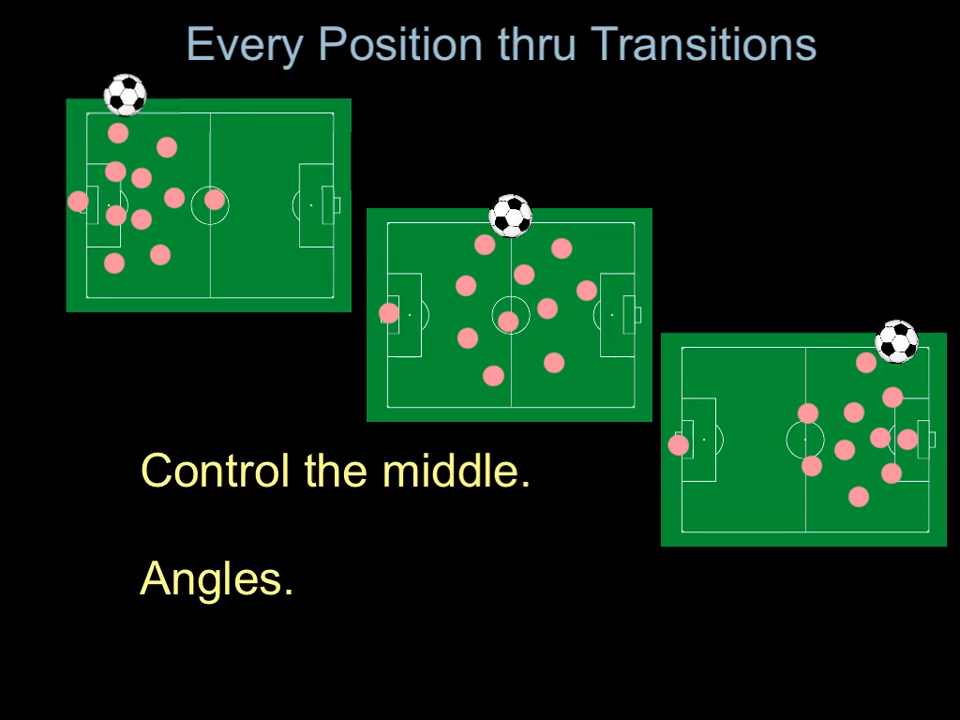 Every Position thru Transitions
Control the middle.
Angles.